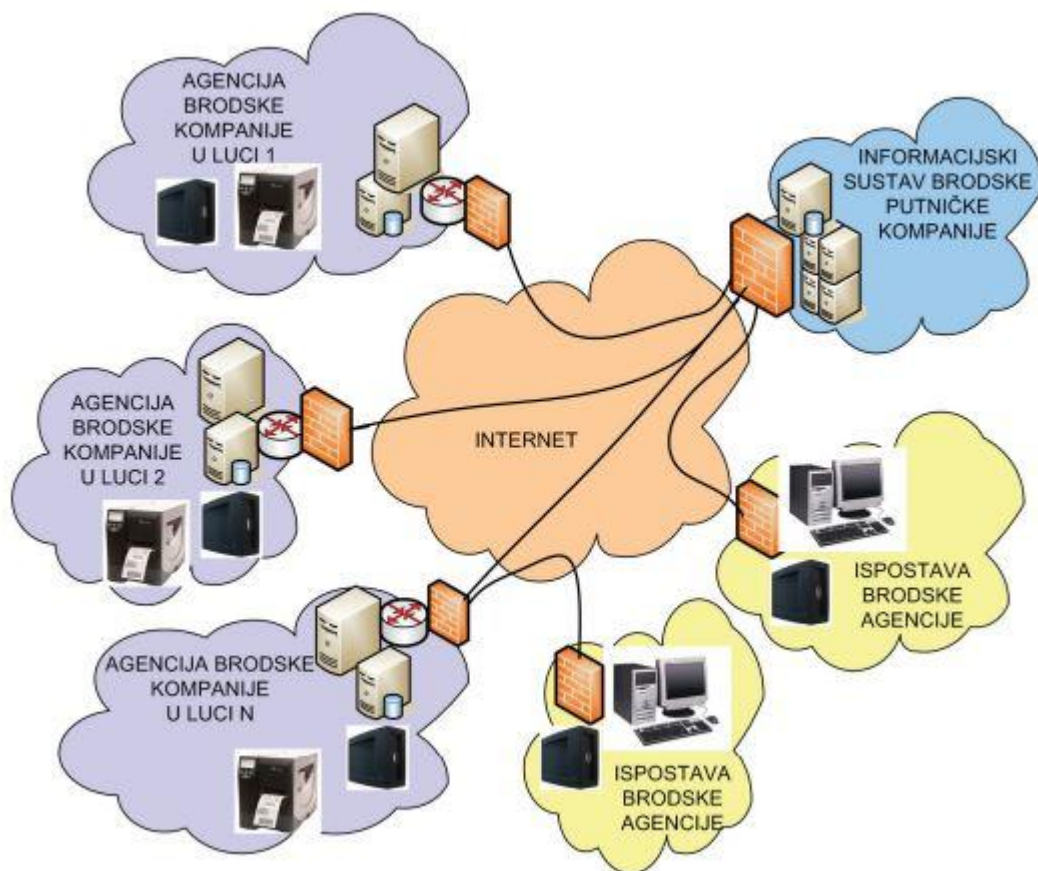 AGENCIJA
BRODSKE
KOMPANIJE
U LUCI 1
INFORMACIJSKI
SUSTAV BRODSKE
PUTNIČKE
KOMPANIJE
AGENCIJA
BRODSKE
KOMPANIJE
U LUCI 2
INTERNET
ISPOSTAVA
BRODSKE
AGENCIJE
AGENCIJA BRODSKE
KOMPANIJE
U LUCI N
ISPOSTAVA
BRODSKE
AGENCIJE